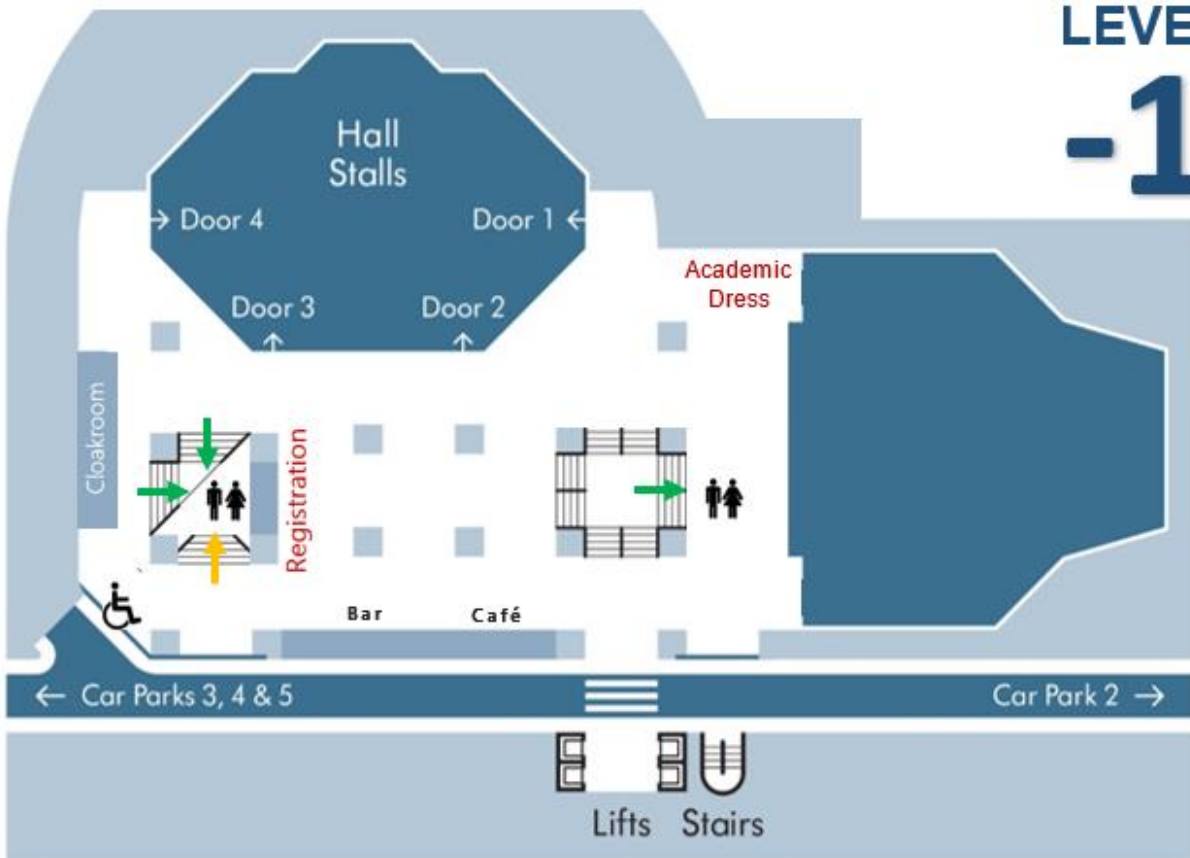 LEVE
-1
Hall
Stalls
Door 4
Door 1
Academic
Dress
Door 3
Door 2
Cloakroom
Registration
Bar
Café
← Car Parks 3, 4 & 5
Car Park 2 →
Lifts
Stairs